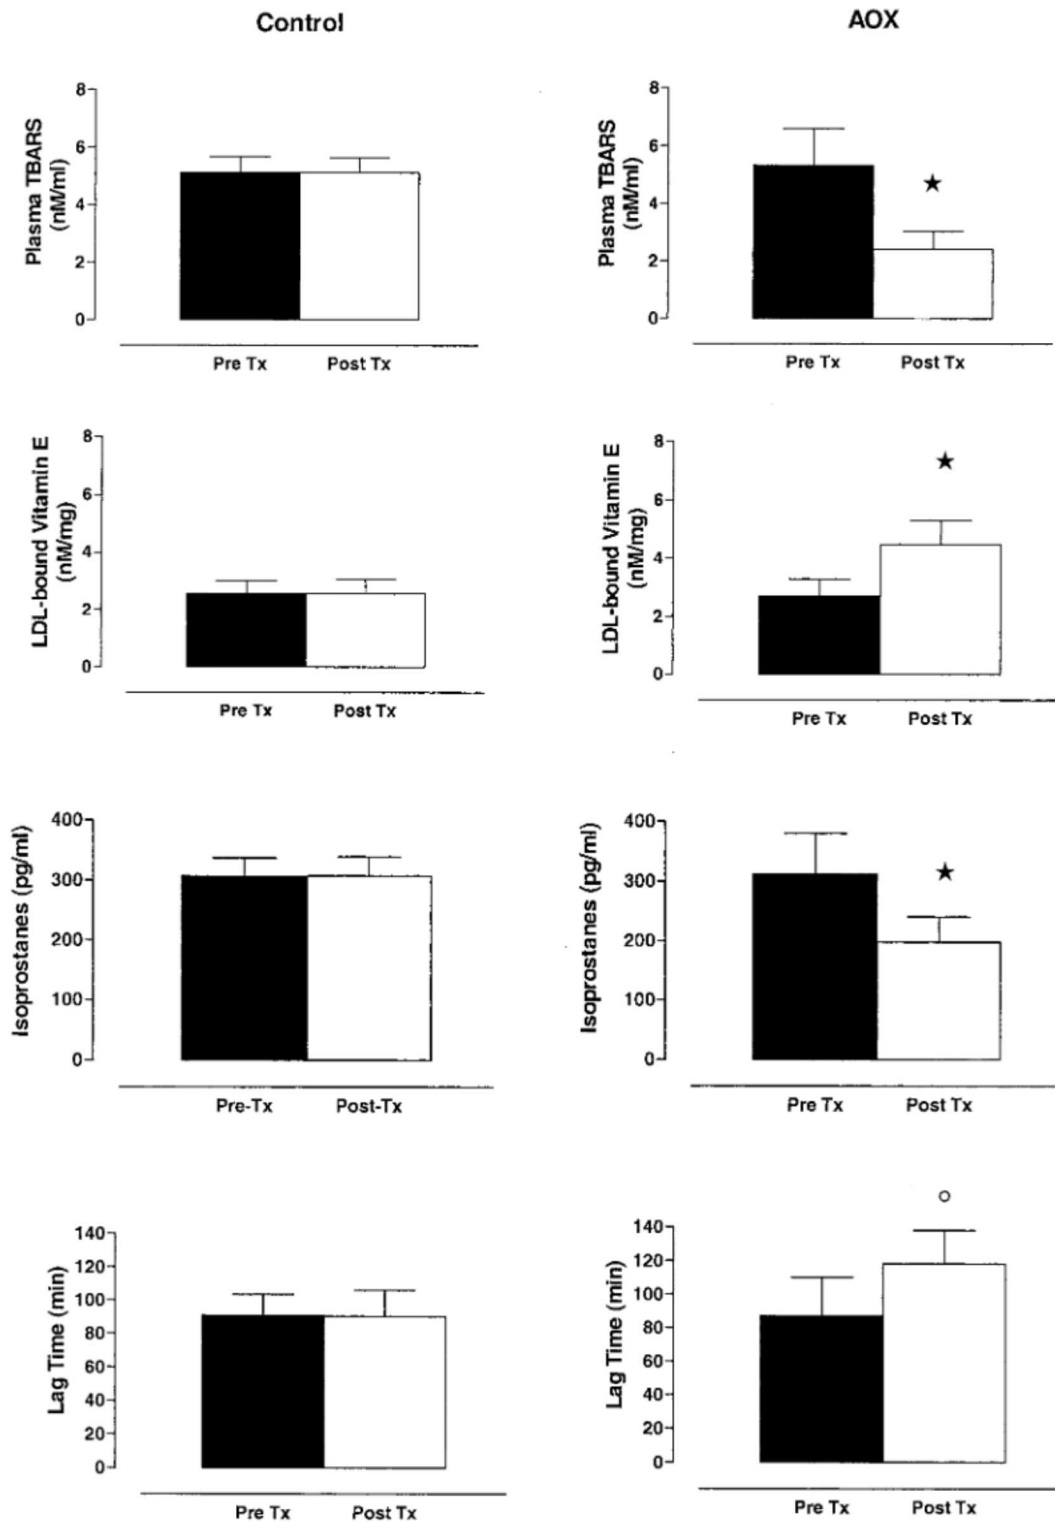 Control
AOX
Plasma TBARS
(nM/ml)
8
6
4
2
0
Pre Tx Post Tx
Plasma TBARS
(nM/ml)
8
6
4
2
0
Pre Tx Post Tx
LDL-bound Vitamin E
(nM/mg)
8
6
4
2
0
Pre Tx Post Tx
LDL-bound Vitamin E
(nM/mg)
8
6
4
2
0
Pre Tx Post Tx
Isoprostanes (pg/ml)
400
300
200
100
0
Pre-Tx Post-Tx
Isoprostanes (pg/ml)
400
300
200
100
0
Pre Tx Post Tx
Lag Time (min)
140
120
100
80
60
40
20
0
Pre Tx Post Tx
Lag Time (min)
140
120
100
80
60
40
20
0
Pre Tx Post Tx